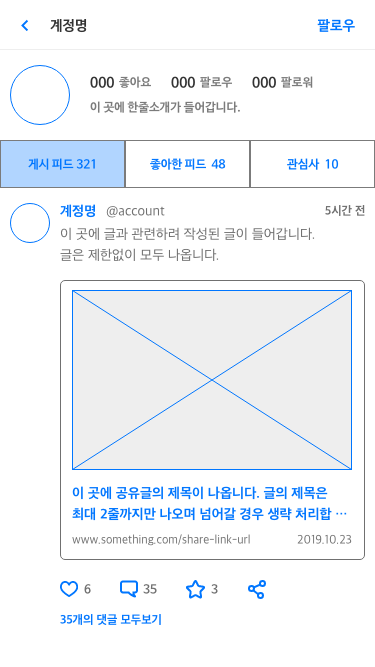 계정명 팔로우
000 좋아요 000 팔로우 000 팔로워
이 곳에 한줄소개가 들어갑니다.
게시 피드 321 좋아한 피드 48 관심사 10
계정명 @account 5시간 전
이 곳에 글과 관련하려 작성된 글이 들어갑니다.
글은 제한없이 모두 나옵니다.
이 곳에 공유글의 제목이 나옵니다. 글의 제목은
최대 2줄까지만 나오며 넘어갈 경우 생략 처리합 ⋯
www.something.com/share-link-url 2019.10.23
6 35 3
35개의 댓글 모두보기